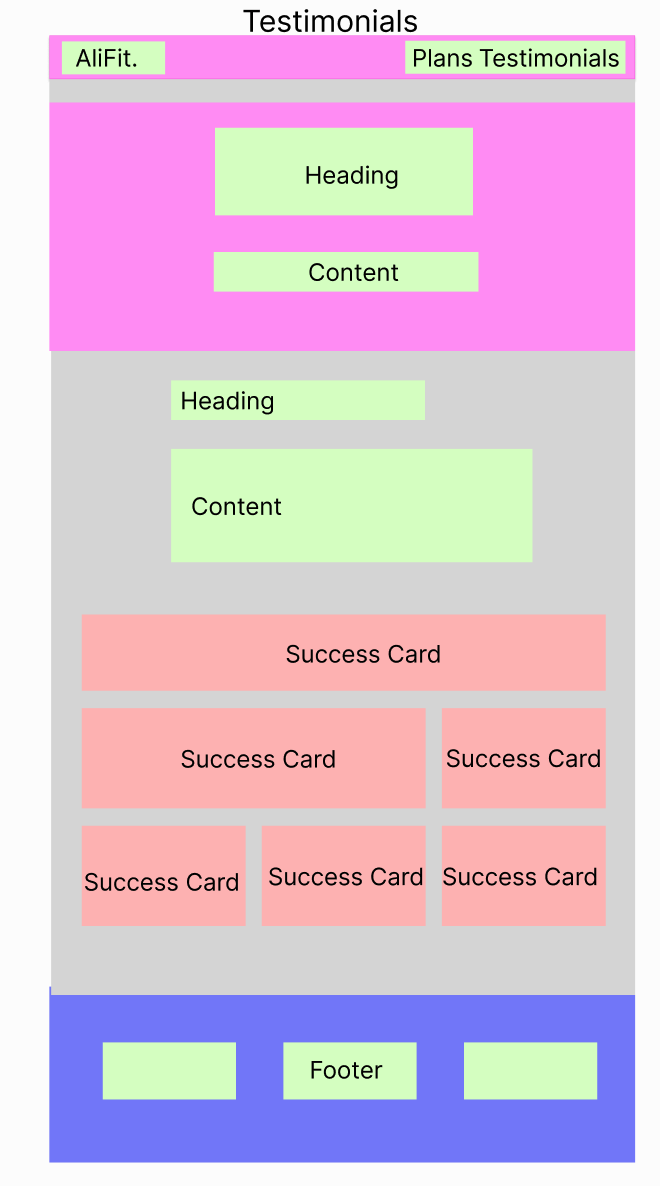 Testimonials
AliFit. Plans Testimonials
Heading
Content
Heading
Content
Success Card
Success Card Success Card
Success Card Success Card Success Card
Footer